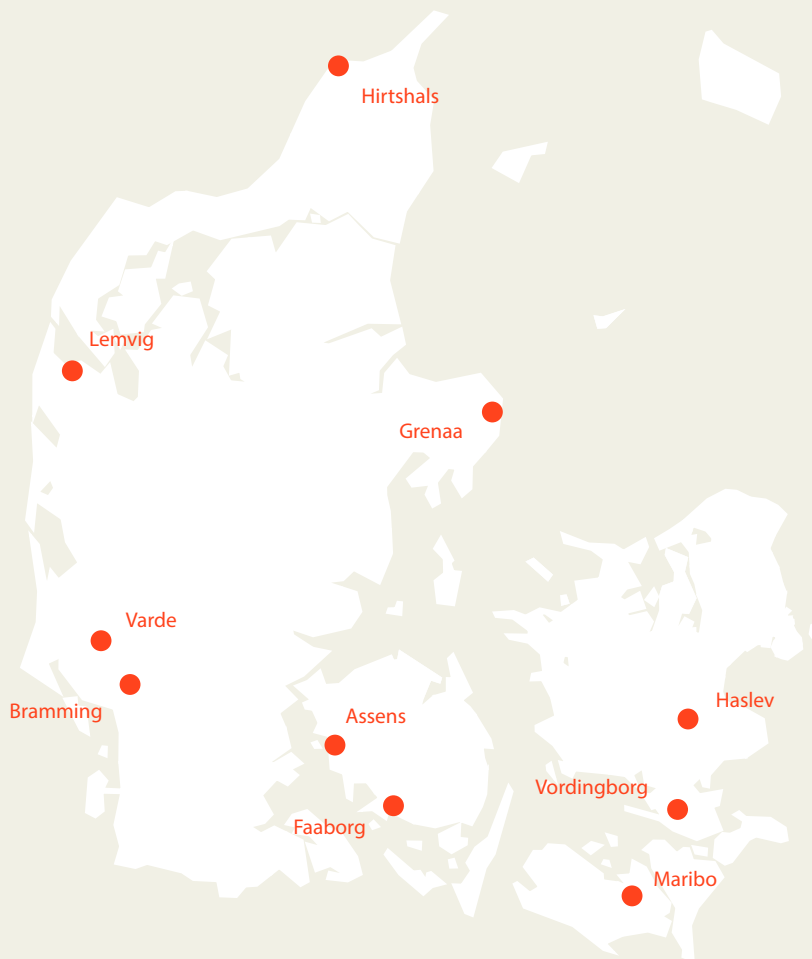 Hirtshals
Lemvig
Grenaa
Varde
Bramming
Assens
Haslev
Vordingborg
Faaborg
Maribo